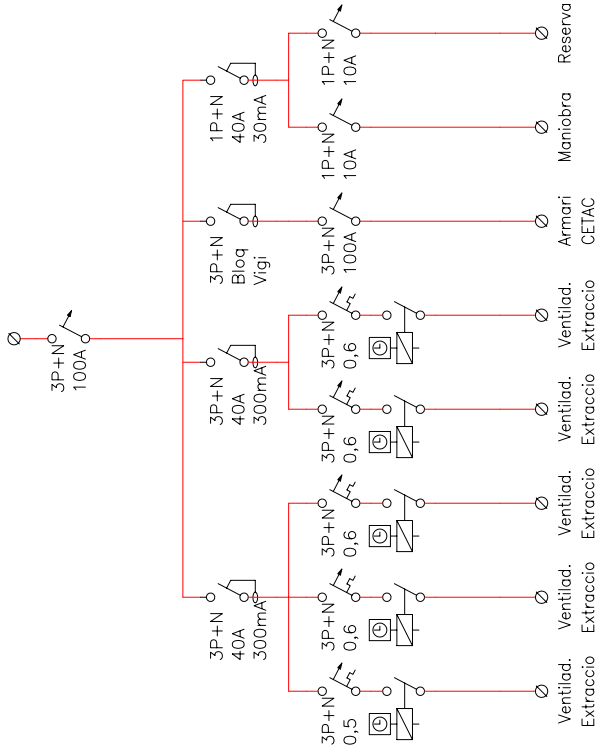 3P+N
100A
3P+N
40A
300mA
3P+N
40A
300mA
3P+N
Bloq
Vigi
1P+N
40A
30mA
3P+N
0,5
3P+N
0,6
3P+N
0,6
3P+N
0,6
3P+N
0,6
3P+N
100A
1P+N
10A
1P+N
10A
Ventilad.
Extraccio
Ventilad.
Extraccio
Ventilad.
Extraccio
Ventilad.
Extraccio
Ventilad.
Extraccio
Armari
CETAC
Maniobra
Reserva